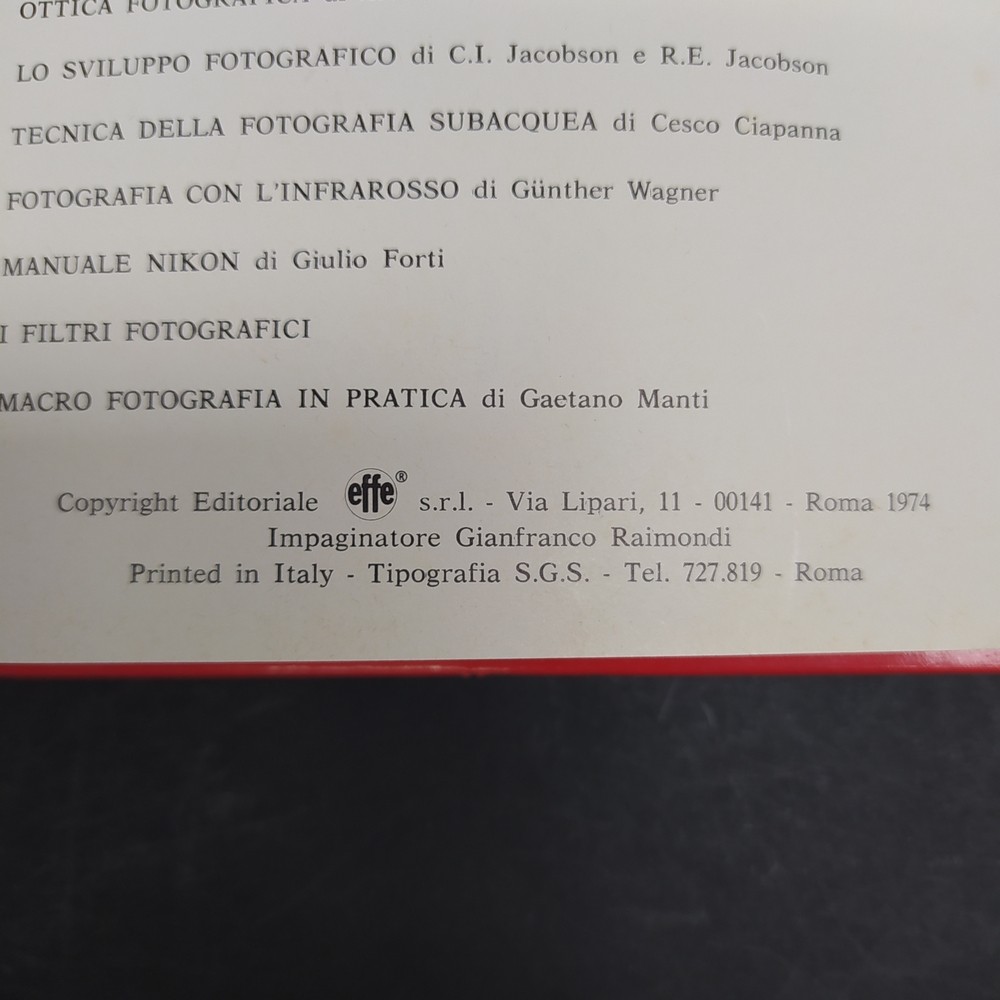 OTTICA FOTOGRAFICA
LO SVILUPPO FOTOGRAFICO di C.I. Jacobson e R.E. Jacobson
TECNICA DELLA FOTOGRAFIA SUBACQUEA di Cesco Ciapanna
FOTOGRAFIA CON L'INFRAROSSO di Günther Wagner
MANUALE NIKON di Giulio Forti
I FILTRI FOTOGRAFICI
MACRO FOTOGRAFIA IN PRATICA di Gaetano Manti
Copyright Editoriale effe® s.r.l. - Via Lipari, 11 - 00141 - Roma 1974
Impaginatore Gianfranco Raimondi
Printed in Italy - Tipografia S.G.S. - Tel. 727.819 - Roma